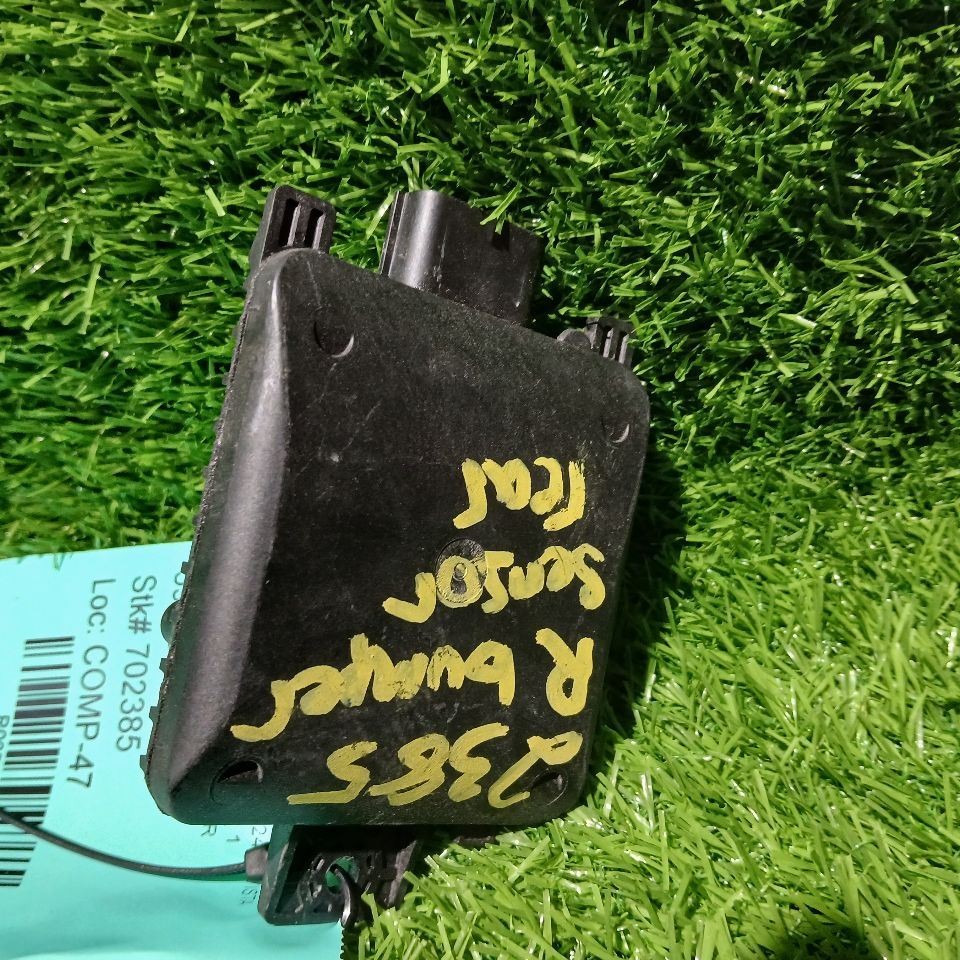 2385
R bumper
sensor
rear
Stk# 702385
Loc: COMP-47